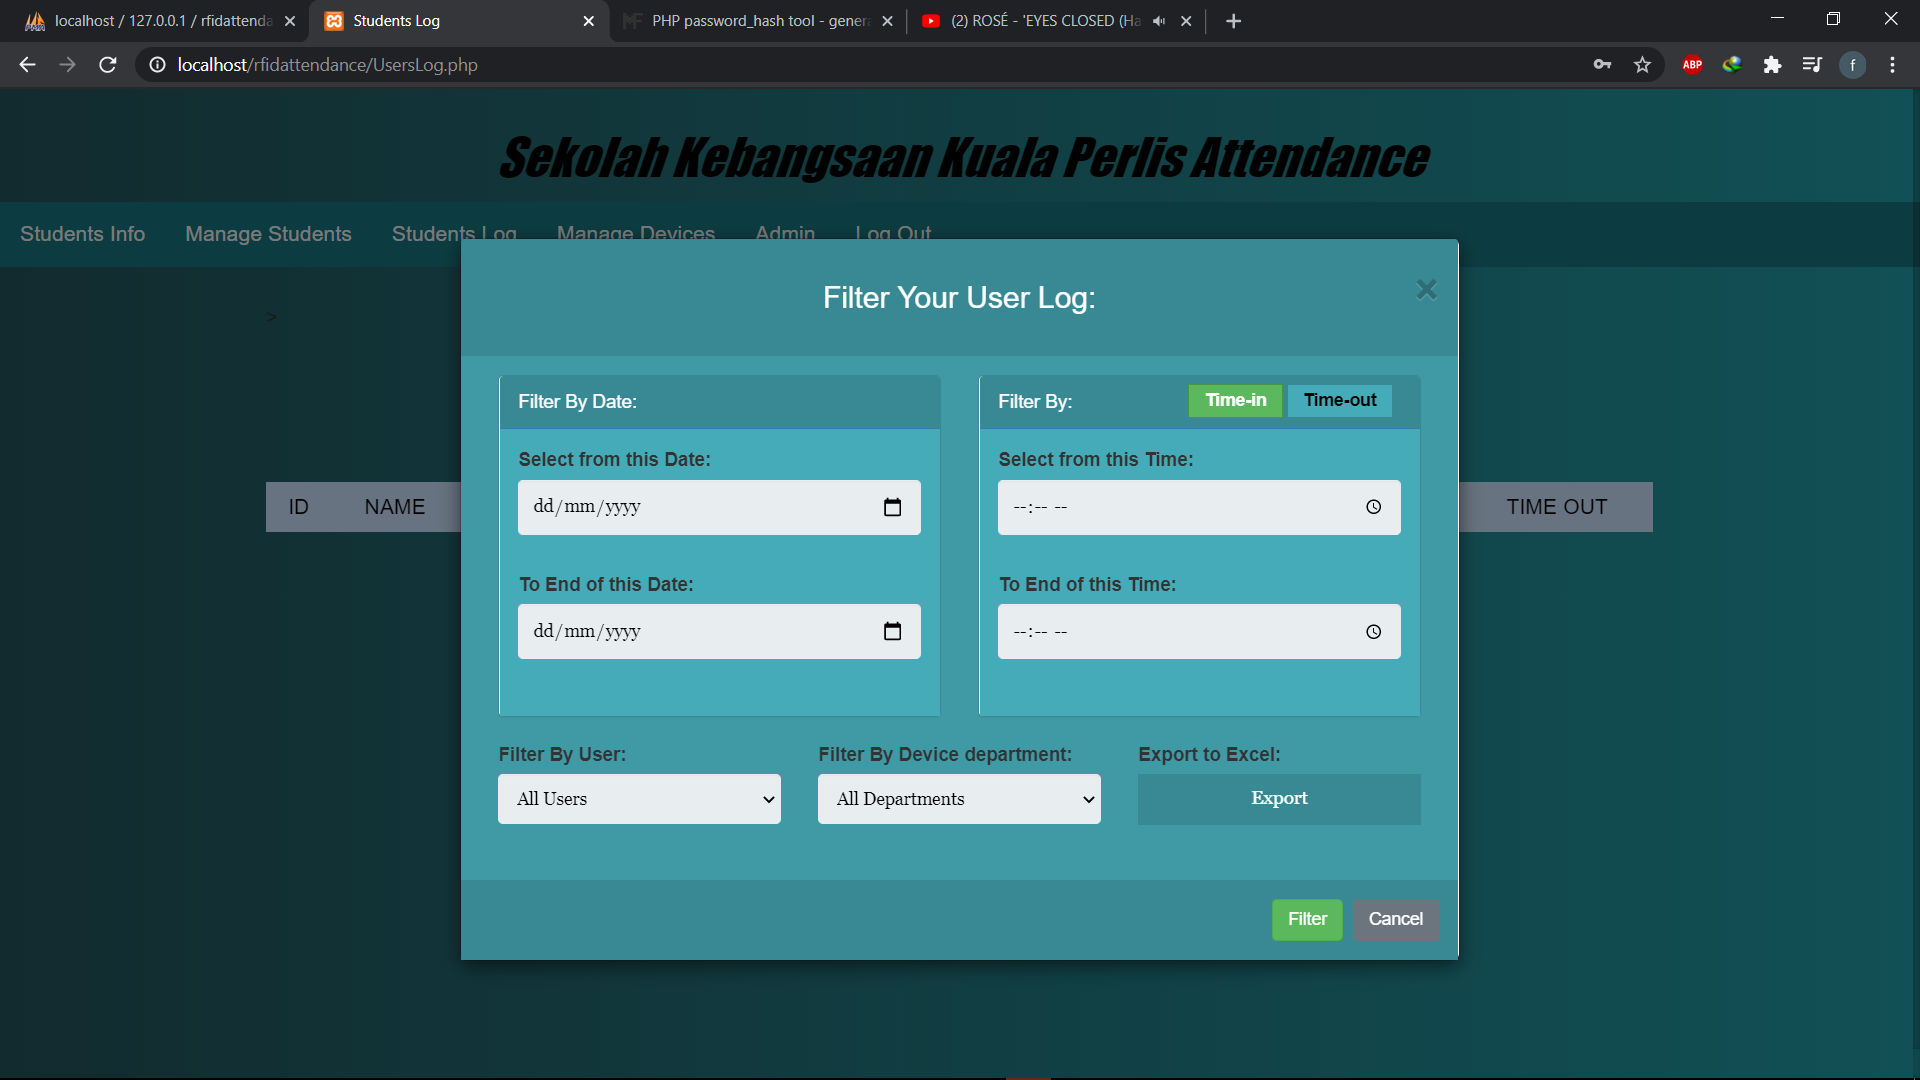 localhost / 127.0.0.1 / rfidattenda
Students Log
PHP password_hash tool - genera
(2) ROSÉ - 'EYES CLOSED (Ha
localhost/rfidattendance/UsersLog.php
ABP
f
Sekolah Kebangsaan Kuala Perlis Attendance
Students Info
Manage Students
Students Log
Manage Devices
Admin
Log Out
Filter Your User Log:
×
>
Filter By Date:
Filter By:
Time-in
Time-out
Select from this Date:
Select from this Time:
dd/mm/yyyy
--:-- --
ID
NAME
TIME OUT
To End of this Date:
To End of this Time:
dd/mm/yyyy
--:-- --
Filter By User:
Filter By Device department:
Export to Excel:
All Users
All Departments
Export
Filter
Cancel